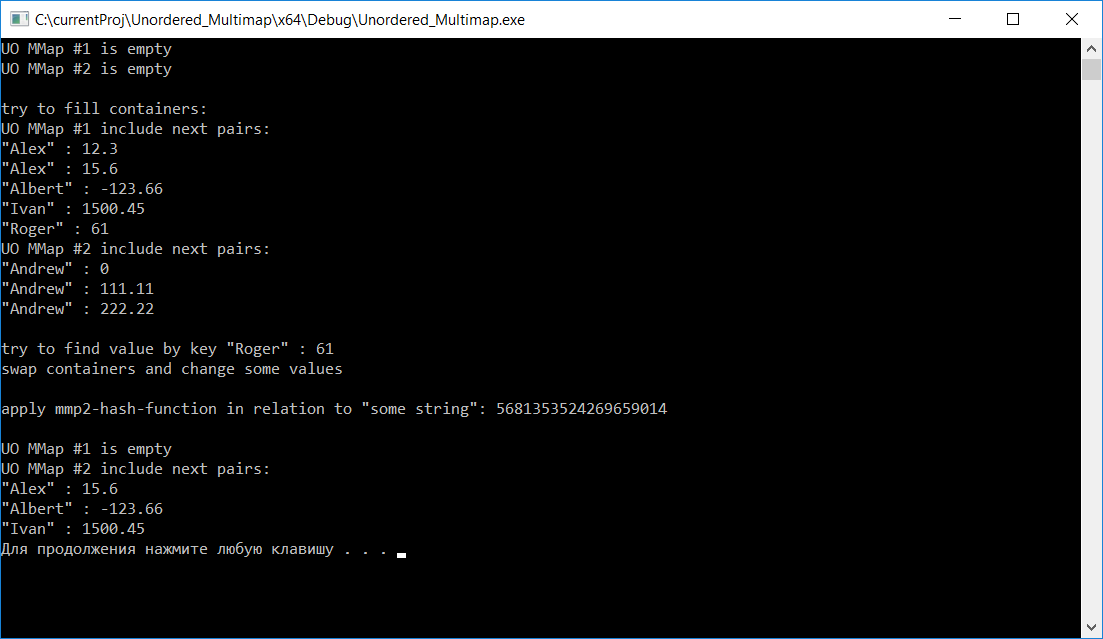 C:\currentProj\Unordered_Multimap\x64\Debug\Unordered_Multimap.exe
UO MMap #1 is empty
UO MMap #2 is empty
try to fill containers:
UO MMap #1 include next pairs:
"Alex" : 12.3
"Alex" : 15.6
"Albert" : -123.66
"Ivan" : 1500.45
"Roger" : 61
UO MMap #2 include next pairs:
"Andrew" : 0
"Andrew" : 111.11
"Andrew" : 222.22
try to find value by key "Roger" : 61
swap containers and change some values
apply mmp2-hash-function in relation to "some string": 5681353524269659014
UO MMap #1 is empty
UO MMap #2 include next pairs:
"Alex" : 15.6
"Albert" : -123.66
"Ivan" : 1500.45
Для продолжения нажмите любую клавишу . . .